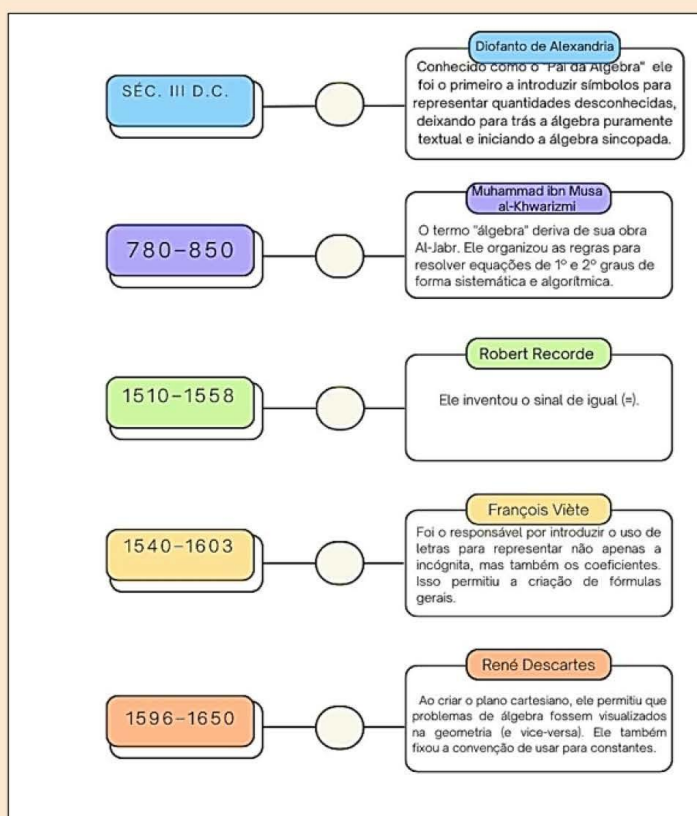 Diofanto de Alexandria
SÉC. III D.C.
Conhecido como o "Pai da Álgebra" ele
foi o primeiro a introduzir símbolos para
representar quantidades desconhecidas,
deixando para trás a álgebra puramente
textual e iniciando a álgebra sincopada.
Muhammad ibn Musa
al-Khwarizmi
780–850
O termo "álgebra" deriva de sua obra
Al-Jabr. Ele organizou as regras para
resolver equações de 1º e 2º graus de
forma sistemática e algorítmica.
Robert Recorde
1510–1558
Ele inventou o sinal de igual (=).
François Viète
1540–1603
Foi o responsável por introduzir o uso de
letras para representar não apenas a
incógnita, mas também os coeficientes.
Isso permitiu a criação de fórmulas
gerais.
René Descartes
1596–1650
Ao criar o plano cartesiano, ele permitiu que
problemas de álgebra fossem visualizados
na geometria (e vice-versa). Ele também
fixou a convenção de usar para constantes.